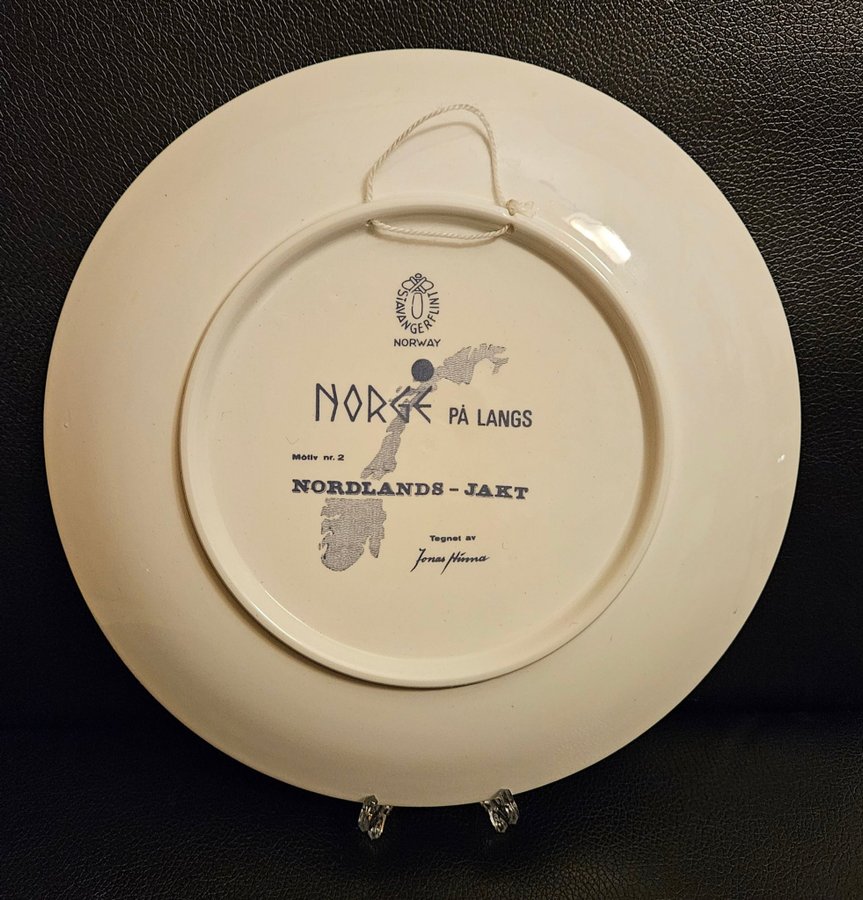 STAVANGERFLINT
NORWAY
NORGE PÅ LANGS
Motiv nr. 2
NORDLANDS - JAKT
Tegnet av
Jonas Hinna